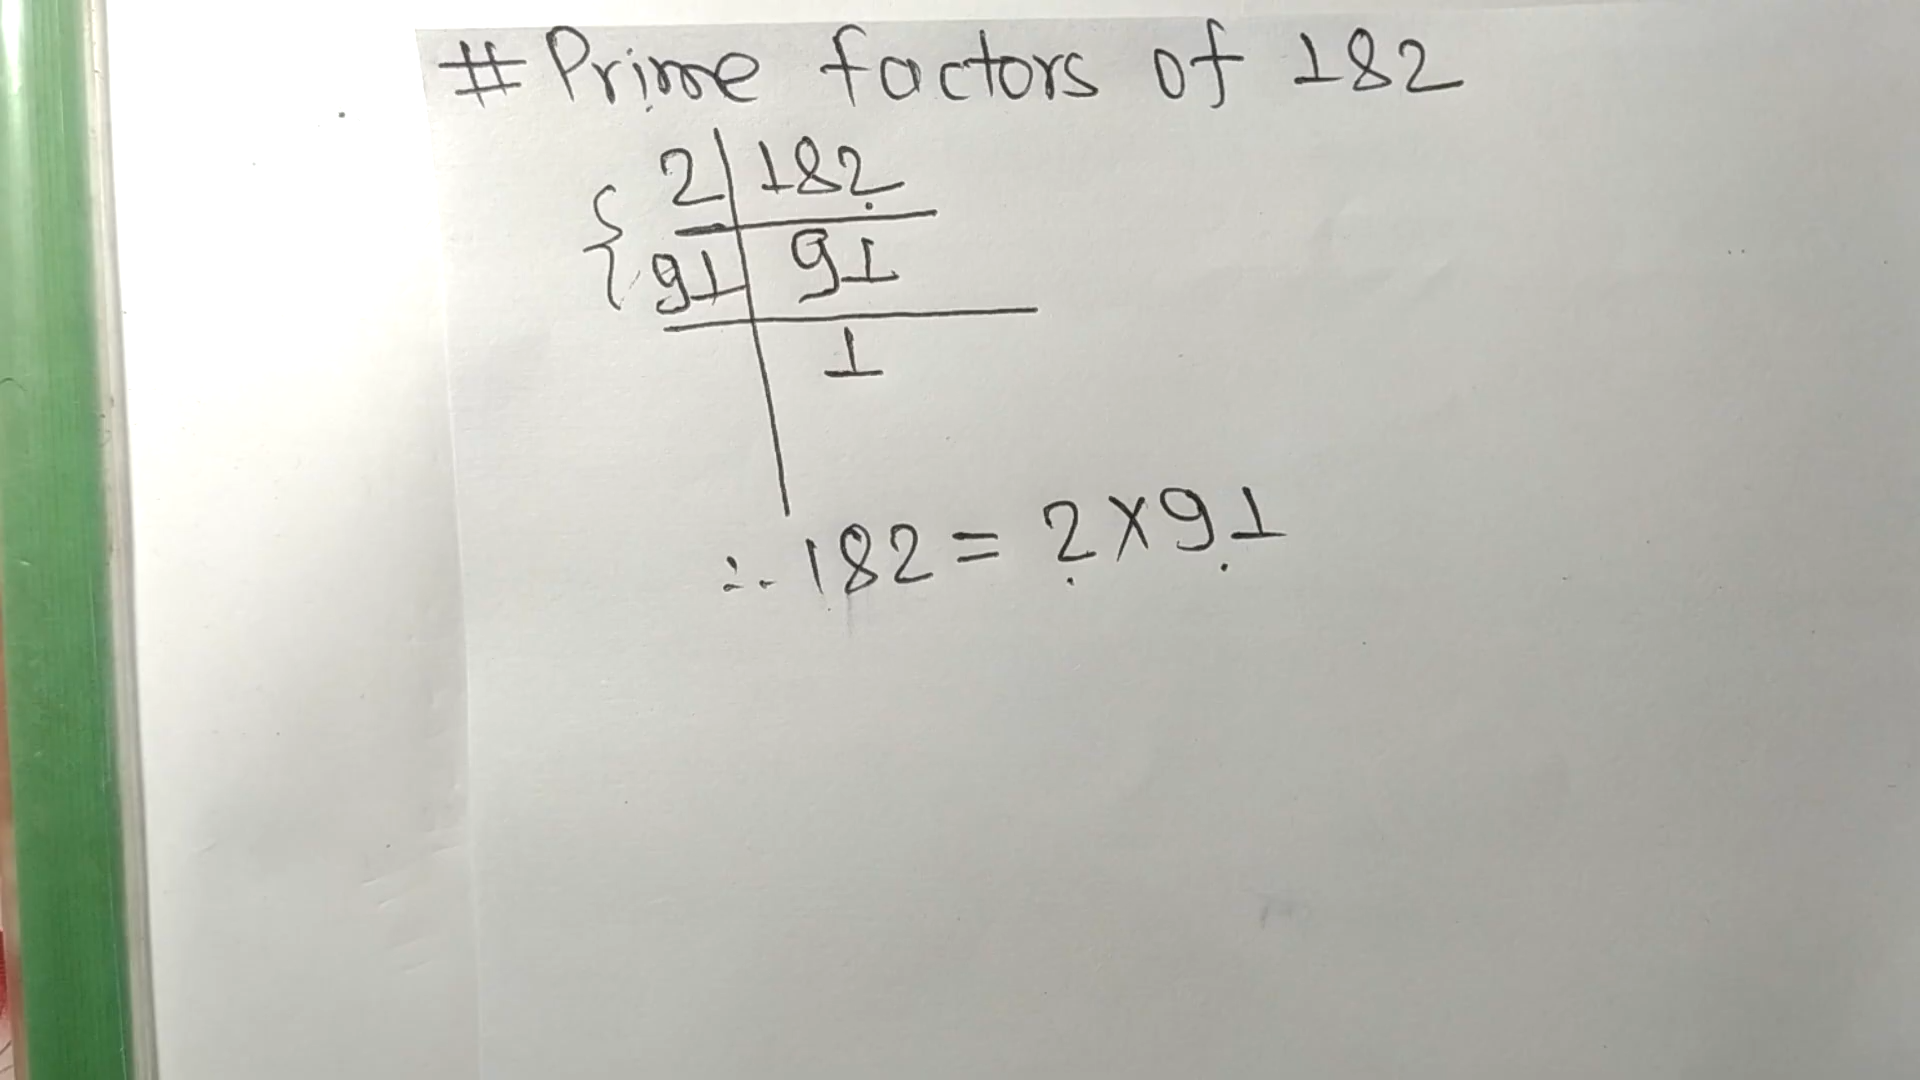 # Prime factors of 182
2 | 182
91 | 91
1
∴ 182 = 2 X 91